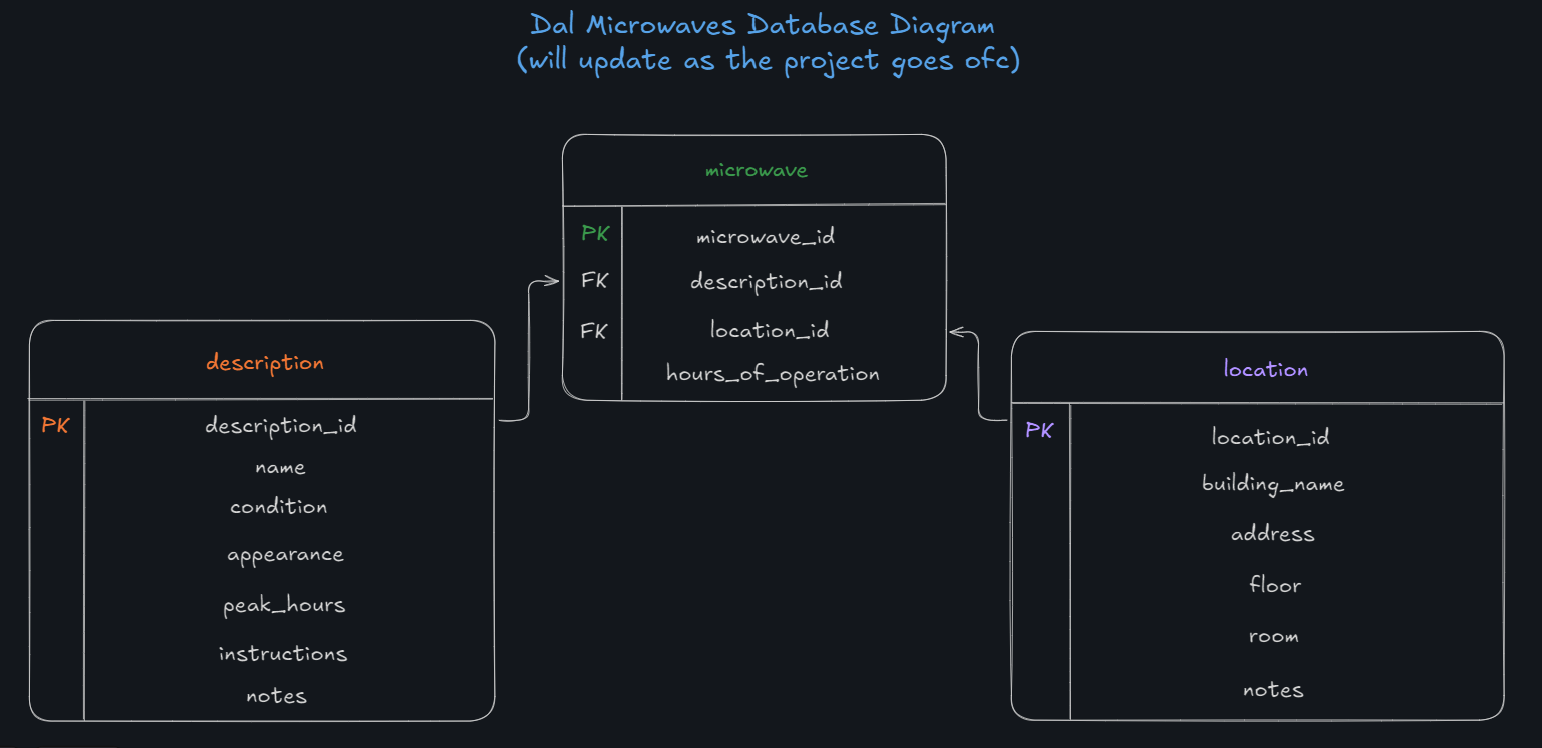 Dal Microwaves Database Diagram
(will update as the project goes ofc)
microwave
PK microwave_id
FK description_id
FK location_id
hours_of_operation
description
PK description_id
name
condition
appearance
peak_hours
instructions
notes
location
PK location_id
building_name
address
floor
room
notes